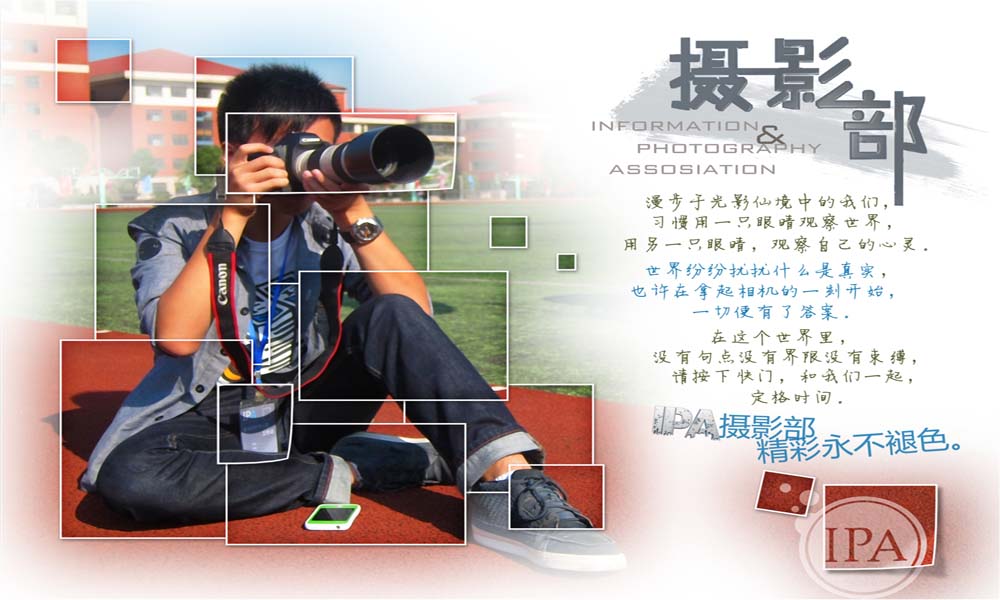 摄影部
INFORMATION
&
PHOTOGRAPHY
ASSOSIATION
漫步于光影仙境中的我们，
习惯用一只眼睛观察世界，
用另一只眼睛，观察自己的心灵．
世界纷纷扰扰什么是真实，
也许在拿起相机的一刻开始，
一切便有了答案．
在这个世界里，
没有句点没有界限没有束缚，
请按下快门，和我们一起，
定格时间．
IPA摄影部
精彩永不褪色。
IPA
Canon